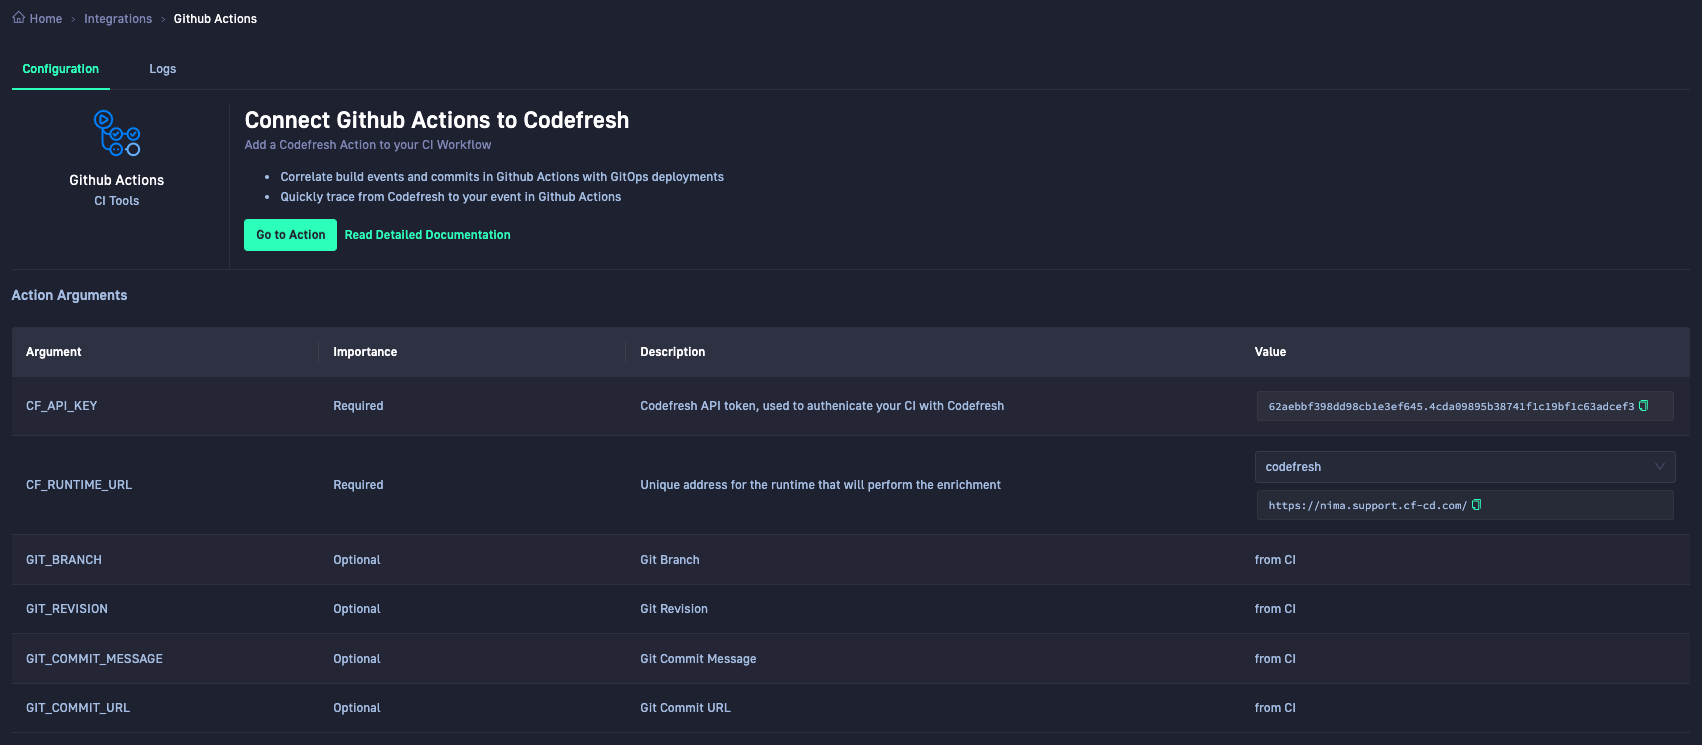 Home > Integrations > Github Actions
Configuration Logs
Github Actions
CI Tools
Connect Github Actions to Codefresh
Add a Codefresh Action to your CI Workflow
• Correlate build events and commits in Github Actions with GitOps deployments
• Quickly trace from Codefresh to your event in Github Actions
Go to Action Read Detailed Documentation
Action Arguments
Argument Importance Description Value
CF_API_KEY Required Codefresh API token, used to authenicate your CI with Codefresh 62aebbf398dd98cb1e3ef645.4cda09895b38741f1c19bf1c63adcef3
codefresh
CF_RUNTIME_URL Required Unique address for the runtime that will perform the enrichment
https://nima.support.cf-cd.com/
GIT_BRANCH Optional Git Branch from CI
GIT_REVISION Optional Git Revision from CI
GIT_COMMIT_MESSAGE Optional Git Commit Message from CI
GIT_COMMIT_URL Optional Git Commit URL from CI